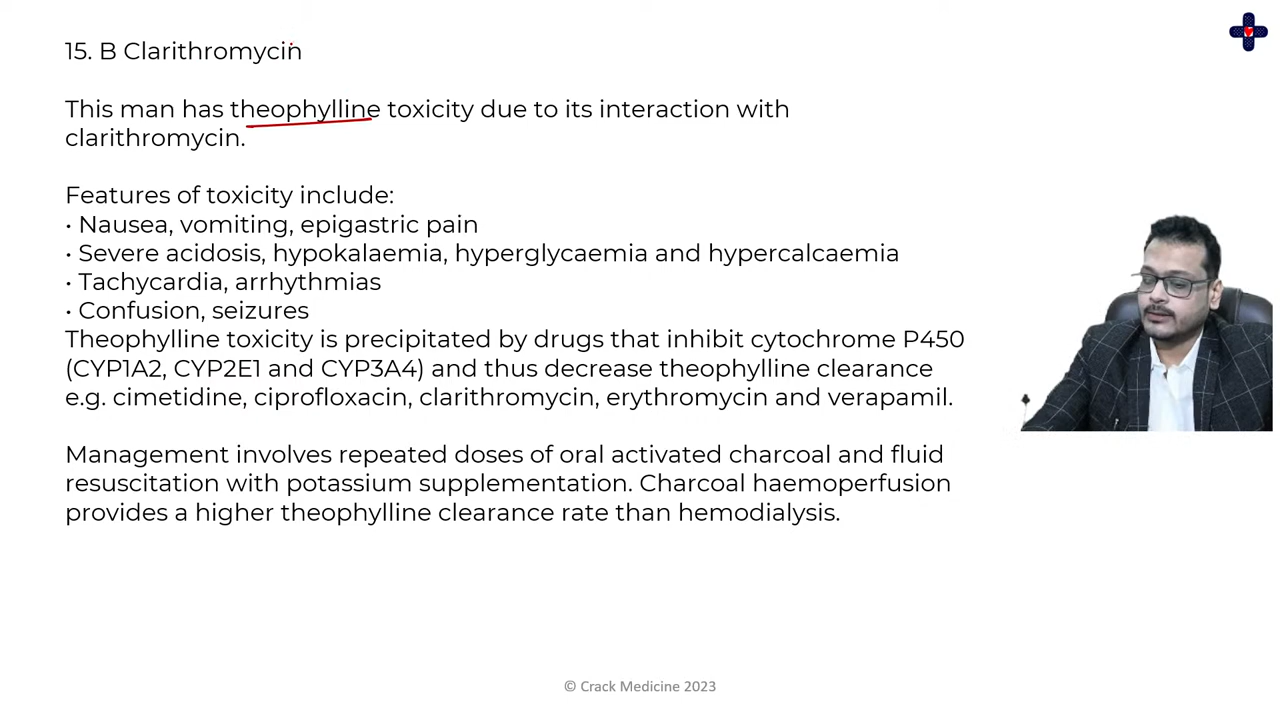 15. B Clarithromycin
This man has theophylline toxicity due to its interaction with
clarithromycin.
Features of toxicity include:
• Nausea, vomiting, epigastric pain
• Severe acidosis, hypokalaemia, hyperglycaemia and hypercalcaemia
• Tachycardia, arrhythmias
• Confusion, seizures
Theophylline toxicity is precipitated by drugs that inhibit cytochrome P450
(CYP1A2, CYP2E1 and CYP3A4) and thus decrease theophylline clearance
e.g. cimetidine, ciprofloxacin, clarithromycin, erythromycin and verapamil.
Management involves repeated doses of oral activated charcoal and fluid
resuscitation with potassium supplementation. Charcoal haemoperfusion
provides a higher theophylline clearance rate than hemodialysis.
© Crack Medicine 2023